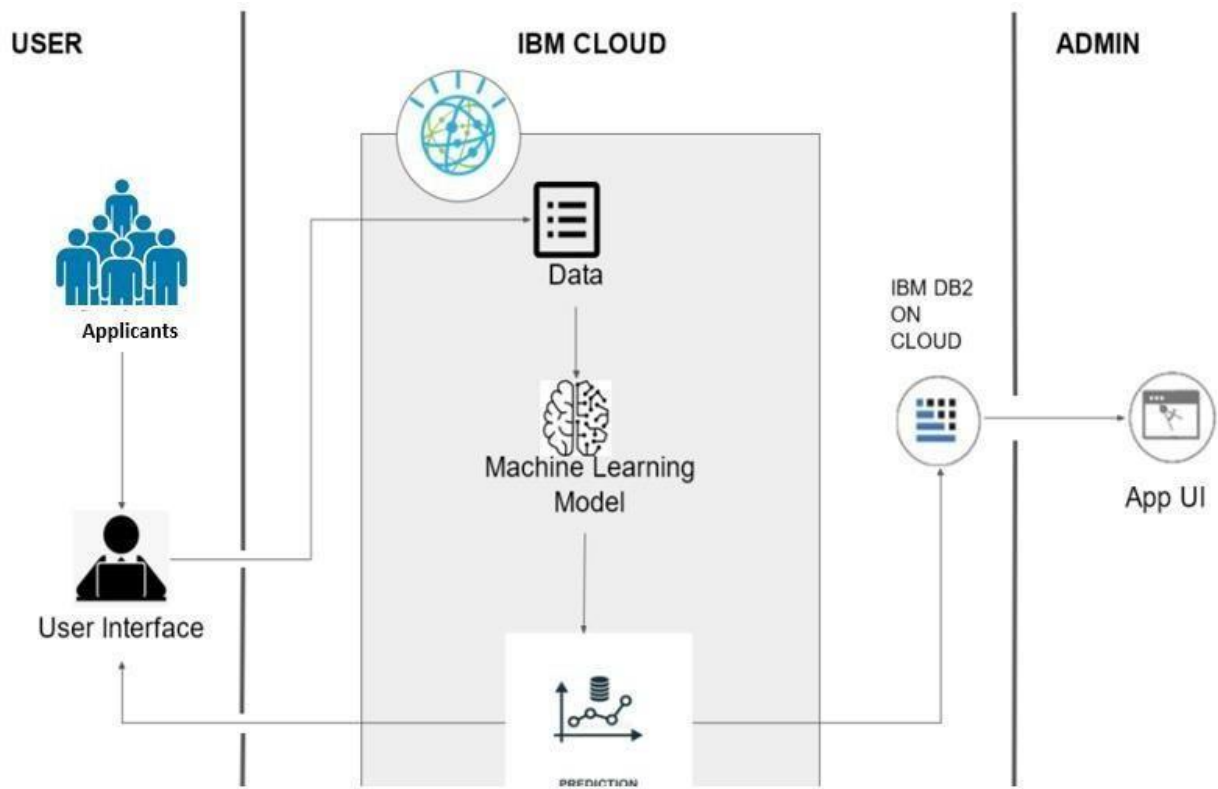 USER
IBM CLOUD
ADMIN
Data
IBM DB2
ON
CLOUD
Applicants
Machine Learning
Model
App UI
User Interface
PREDICTION